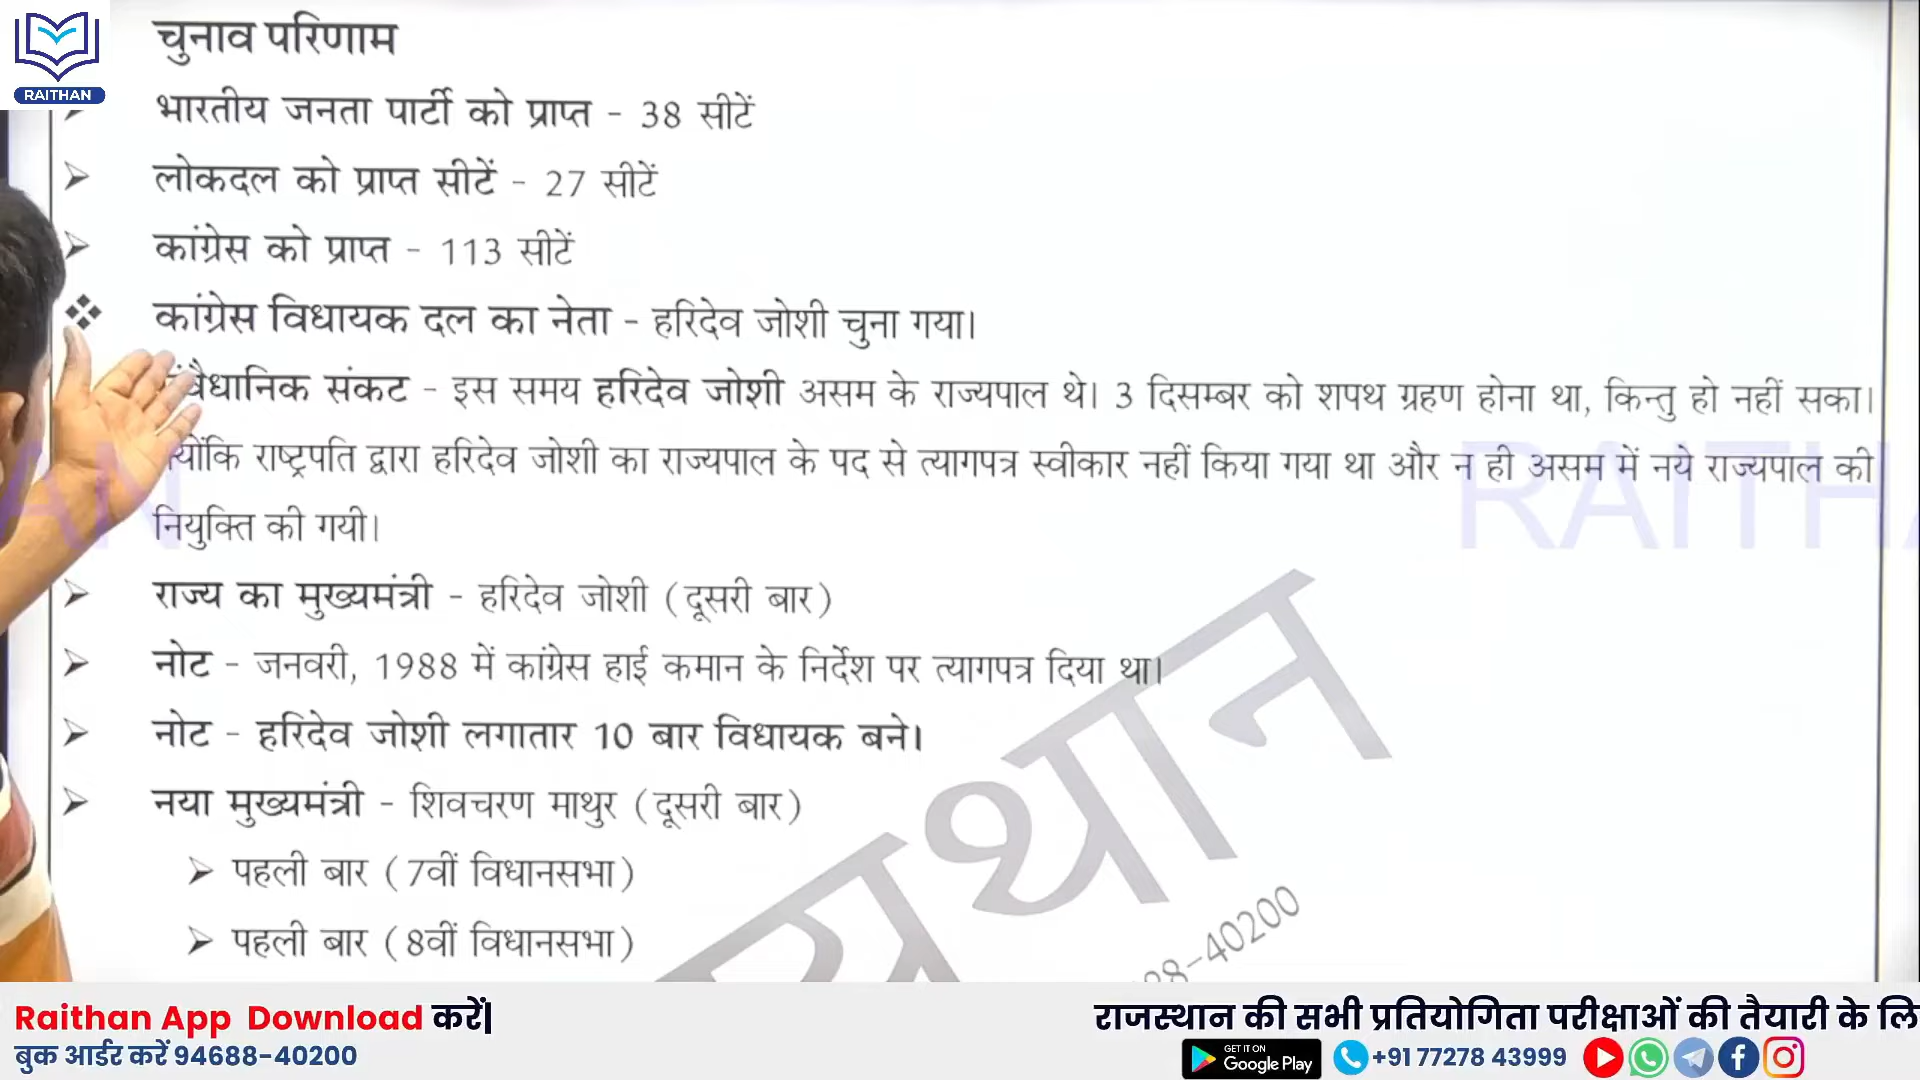 RAITHAN
चुनाव परिणाम
भारतीय जनता पार्टी को प्राप्त - 38 सीटें
लोकदल को प्राप्त सीटें - 27 सीटें
कांग्रेस को प्राप्त - 113 सीटें
कांग्रेस विधायक दल का नेता - हरिदेव जोशी चुना गया।
संकट - इस समय हरिदेव जोशी असम के राज्यपाल थे। 3 दिसम्बर को शपथ ग्रहण होना था, किन्तु हो नहीं सका।
राष्ट्रपति द्वारा हरिदेव जोशी का राज्यपाल के पद से त्यागपत्र स्वीकार नहीं किया गया था और न ही असम में नये राज्यपाल की
नियुक्ति की गयी।
राज्य का मुख्यमंत्री - हरिदेव जोशी (दूसरी बार)
नोट - जनवरी, 1988 में कांग्रेस हाई कमान के निर्देश पर त्यागपत्र दिया था।
नोट - हरिदेव जोशी लगातार 10 बार विधायक बने।
नया मुख्यमंत्री - शिवचरण माथुर (दूसरी बार)
पहली बार (7वीं विधानसभा)
पहली बार (8वीं विधानसभा)
Raithan App Download करें|
राजस्थान की सभी प्रतियोगिता परीक्षाओं की तैयारी के लि
बुक आर्डर करें 94688-40200
GET IT ON
Google Play
+91 77278 43999